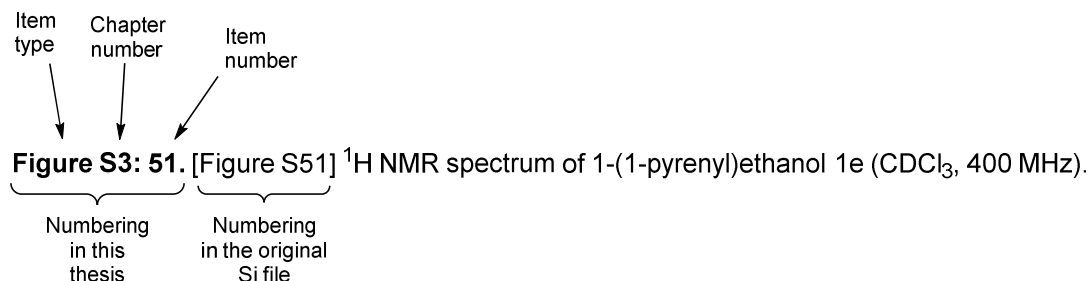 Item
type
Chapter
number
Item
number
Figure S3: 51. [Figure S51] ¹H NMR spectrum of 1-(1-pyrenyl)ethanol 1e (CDCl₃, 400 MHz).
Numbering
in this
thesis
Numbering
in the original
Si file